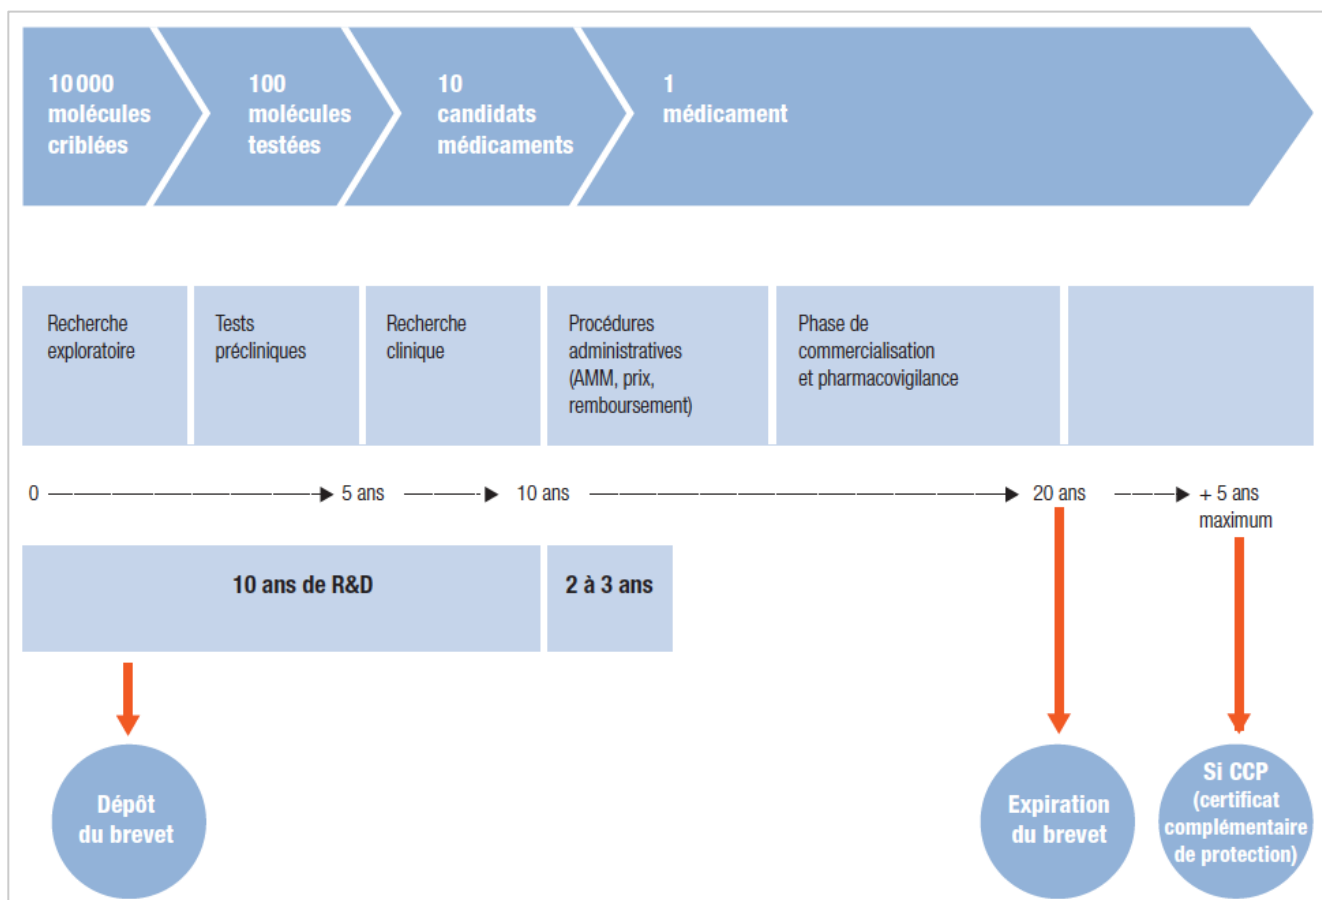 10 000
molécules
criblées
100
molécules
testées
10
candidats
médicaments
1
médicament
Recherche
exploratoire
Tests
précliniques
Recherche
clinique
Procédures
administratives
(AMM, prix,
remboursement)
Phase de
commercialisation
et pharmacovigilance
0
5 ans
10 ans
20 ans
+ 5 ans
maximum
10 ans de R&D
2 à 3 ans
Dépôt
du brevet
Expiration
du brevet
Si CCP
(certificat
complémentaire
de protection)